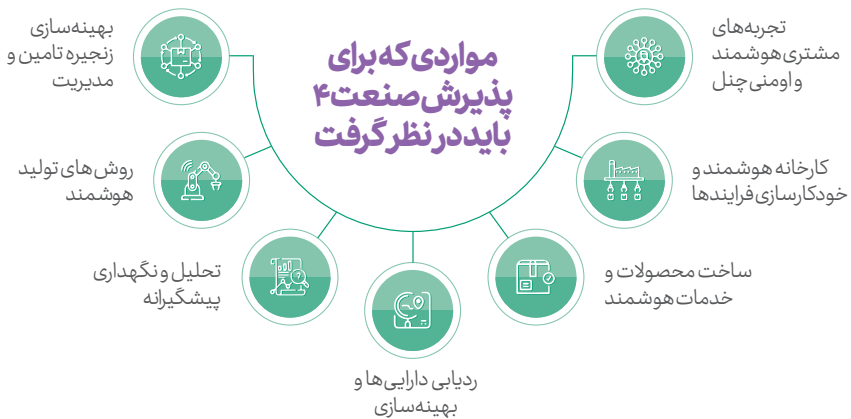 مواردی که برای
پذیرش صنعت ۴
باید در نظر گرفت
تجربه‌های
مشتری هوشمند
و اومنی چنل
کارخانه هوشمند و
خودکارسازی فرایندها
ساخت محصولات و
خدمات هوشمند
ردیابی دارایی‌ها و
بهینه‌سازی
تحلیل و نگهداری
پیشگیرانه
روش‌های تولید
هوشمند
بهینه‌سازی
زنجیره تامین و
مدیریت